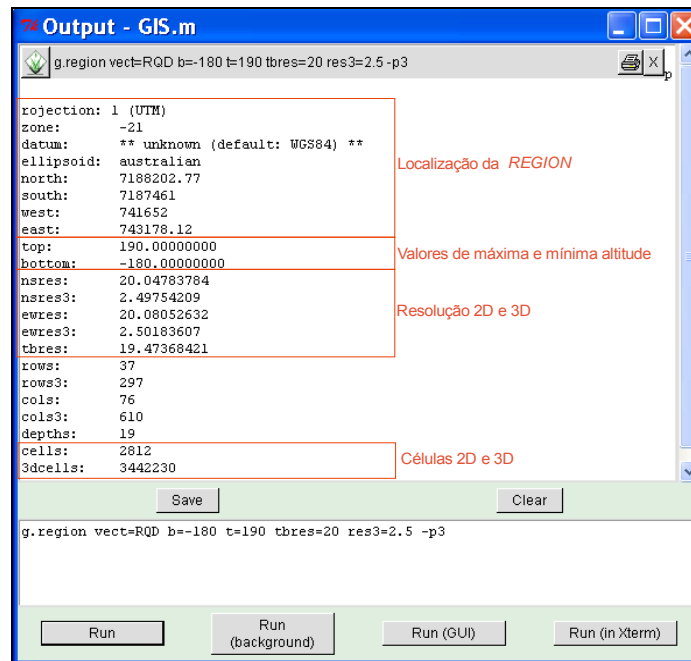 Output - GIS.m
g.region vect=RQD b=-180 t=190 tbres=20 res3=2.5 -p3
X
p
rojection: 1 (UTM)
zone: -21
datum: ** unknown (default: WGS84) **
ellipsoid: australian
north: 7188202.77
south: 7187461
west: 741652
east: 743178.12
Localização da REGION
top: 190.00000000
bottom: -180.00000000
Valores de máxima e mínima altitude
nsres: 20.04783784
nsres3: 2.49754209
ewres: 20.08052632
ewres3: 2.50183607
tbres: 19.47368421
Resolução 2D e 3D
rows: 37
rows3: 297
cols: 76
cols3: 610
depths: 19
cells: 2812
3dcells: 3442230
Células 2D e 3D
Save Clear
g.region vect=RQD b=-180 t=190 tbres=20 res3=2.5 -p3
Run
Run
(background)
Run (GUI)
Run (in Xterm)